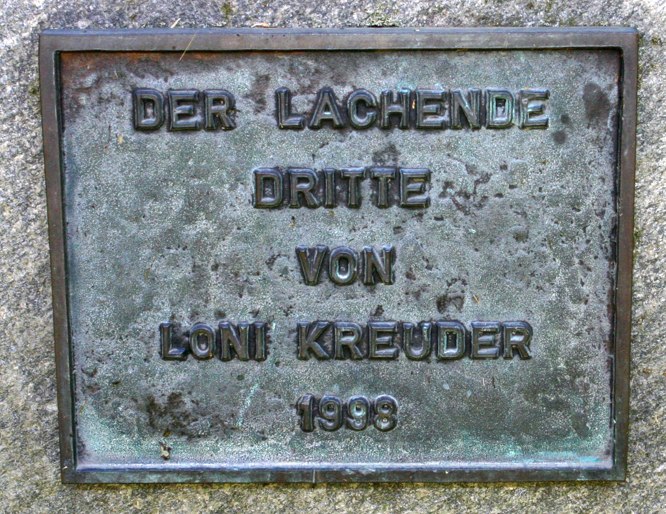 DER LACHENDE
DRITTE
VON
LONI KREUDER
1998